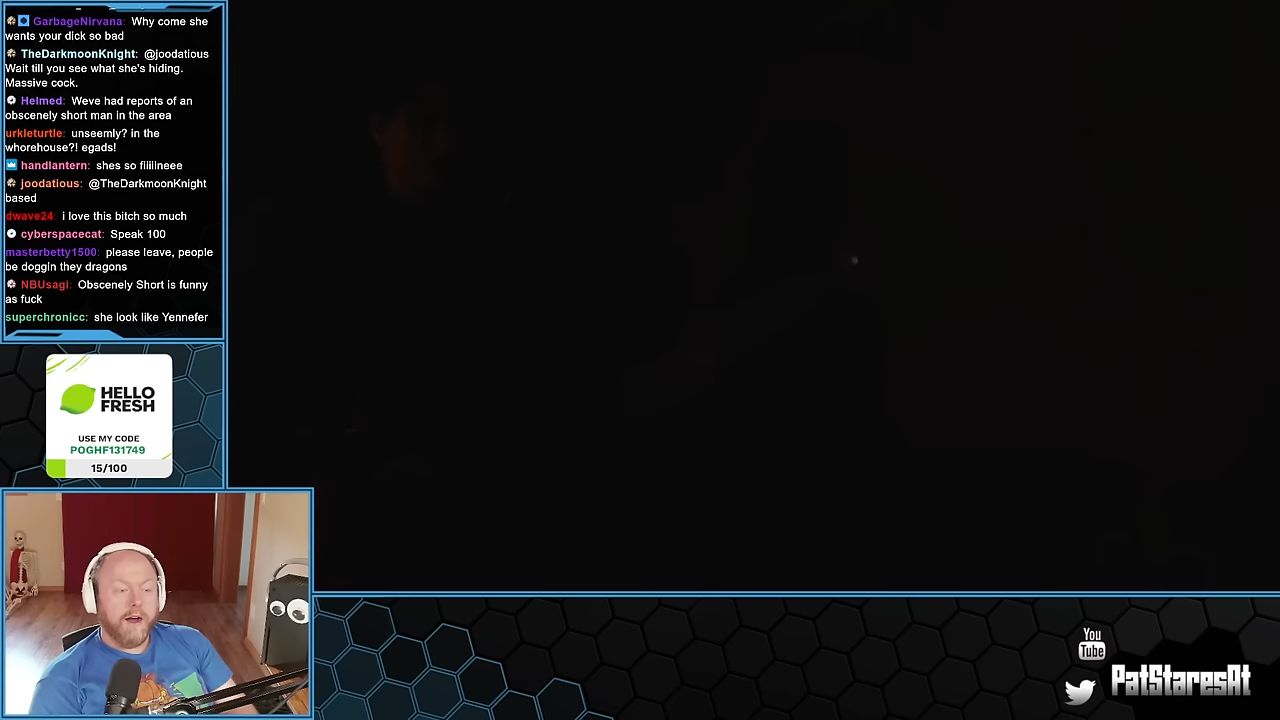 GarbageNirvana: Why come she
wants your dick so bad
TheDarkmoonKnight: @joodatious
Wait till you see what she's hiding.
Massive cock.
Helmed: Weve had reports of an
obscenely short man in the area
urkleturtle: unseemly? in the
whorehouse?! egads!
handlantern: shes so fiiiilneee
joodatious: @TheDarkmoonKnight
based
dwave24: i love this bitch so much
cyberspacecat: Speak 100
masterbetty1500: please leave, people
be doggin they dragons
NBUsagi: Obscenely Short is funny
as fuck
superchronicc: she look like Yennefer
HELLO
FRESH
USE MY CODE
POGHF131749
15/100
You
Tube
PatStaresAt